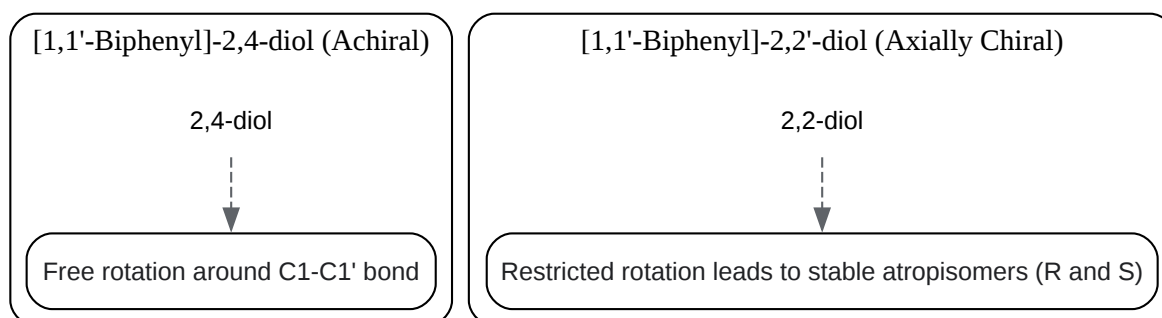 [1,1'-Biphenyl]-2,4-diol (Achiral)
2,4-diol
Free rotation around C1-C1' bond
[1,1'-Biphenyl]-2,2'-diol (Axially Chiral)
2,2-diol
Restricted rotation leads to stable atropisomers (R and S)